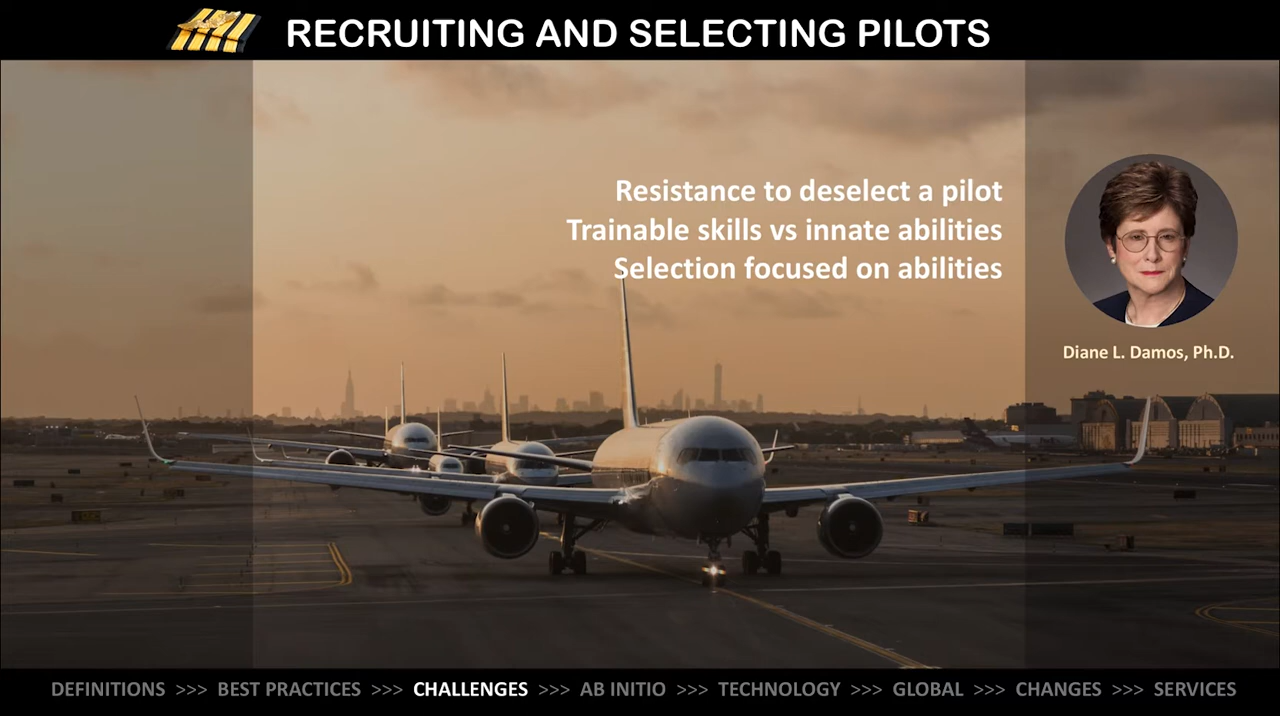 RECRUITING AND SELECTING PILOTS
Resistance to deselect a pilot
Trainable skills vs innate abilities
Selection focused on abilities
Diane L. Damos, Ph.D.
DEFINITIONS >>> BEST PRACTICES >>> CHALLENGES >>> AB INITIO >>> TECHNOLOGY >>> GLOBAL >>> CHANGES >>> SERVICES